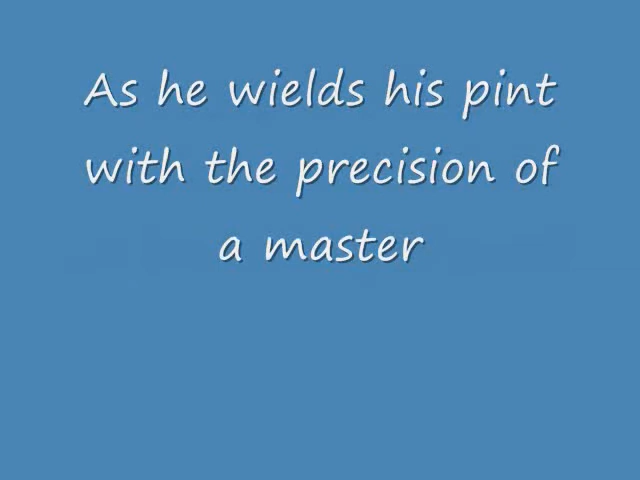 As he wields his pint
with the precision of
a master